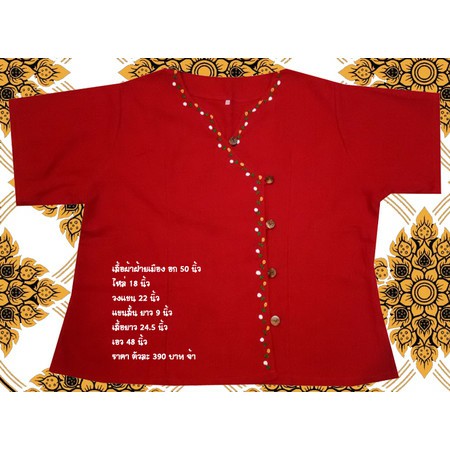 เสื้อผ้าฝ้ายเมือง อก 50 นิ้ว
ไหล่ 18 นิ้ว
วงแขน 22 นิ้ว
แขนสั้น ยาว 9 นิ้ว
เสื้อยาว 24.5 นิ้ว
เอว 48 นิ้ว
ราคา ตัวละ 390 บาท จ้า